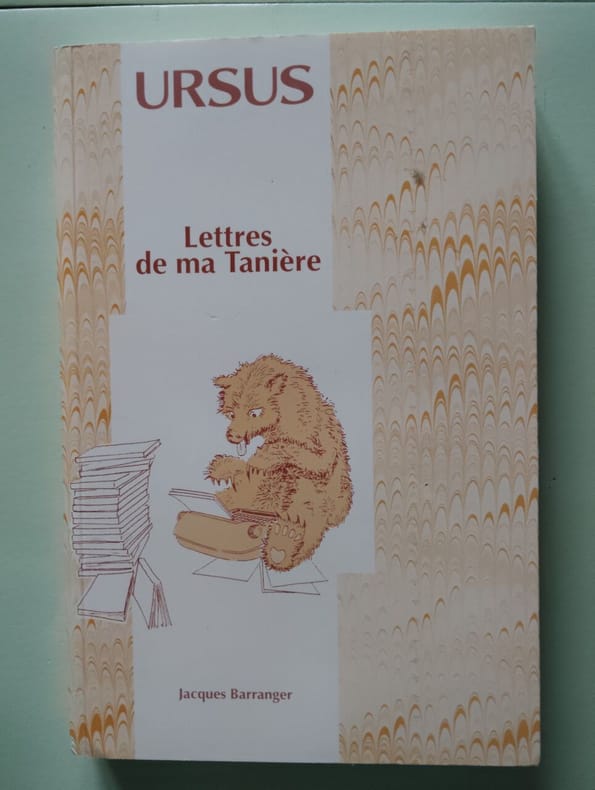 URSUS
Lettres
de ma Tanière
Jacques Barranger